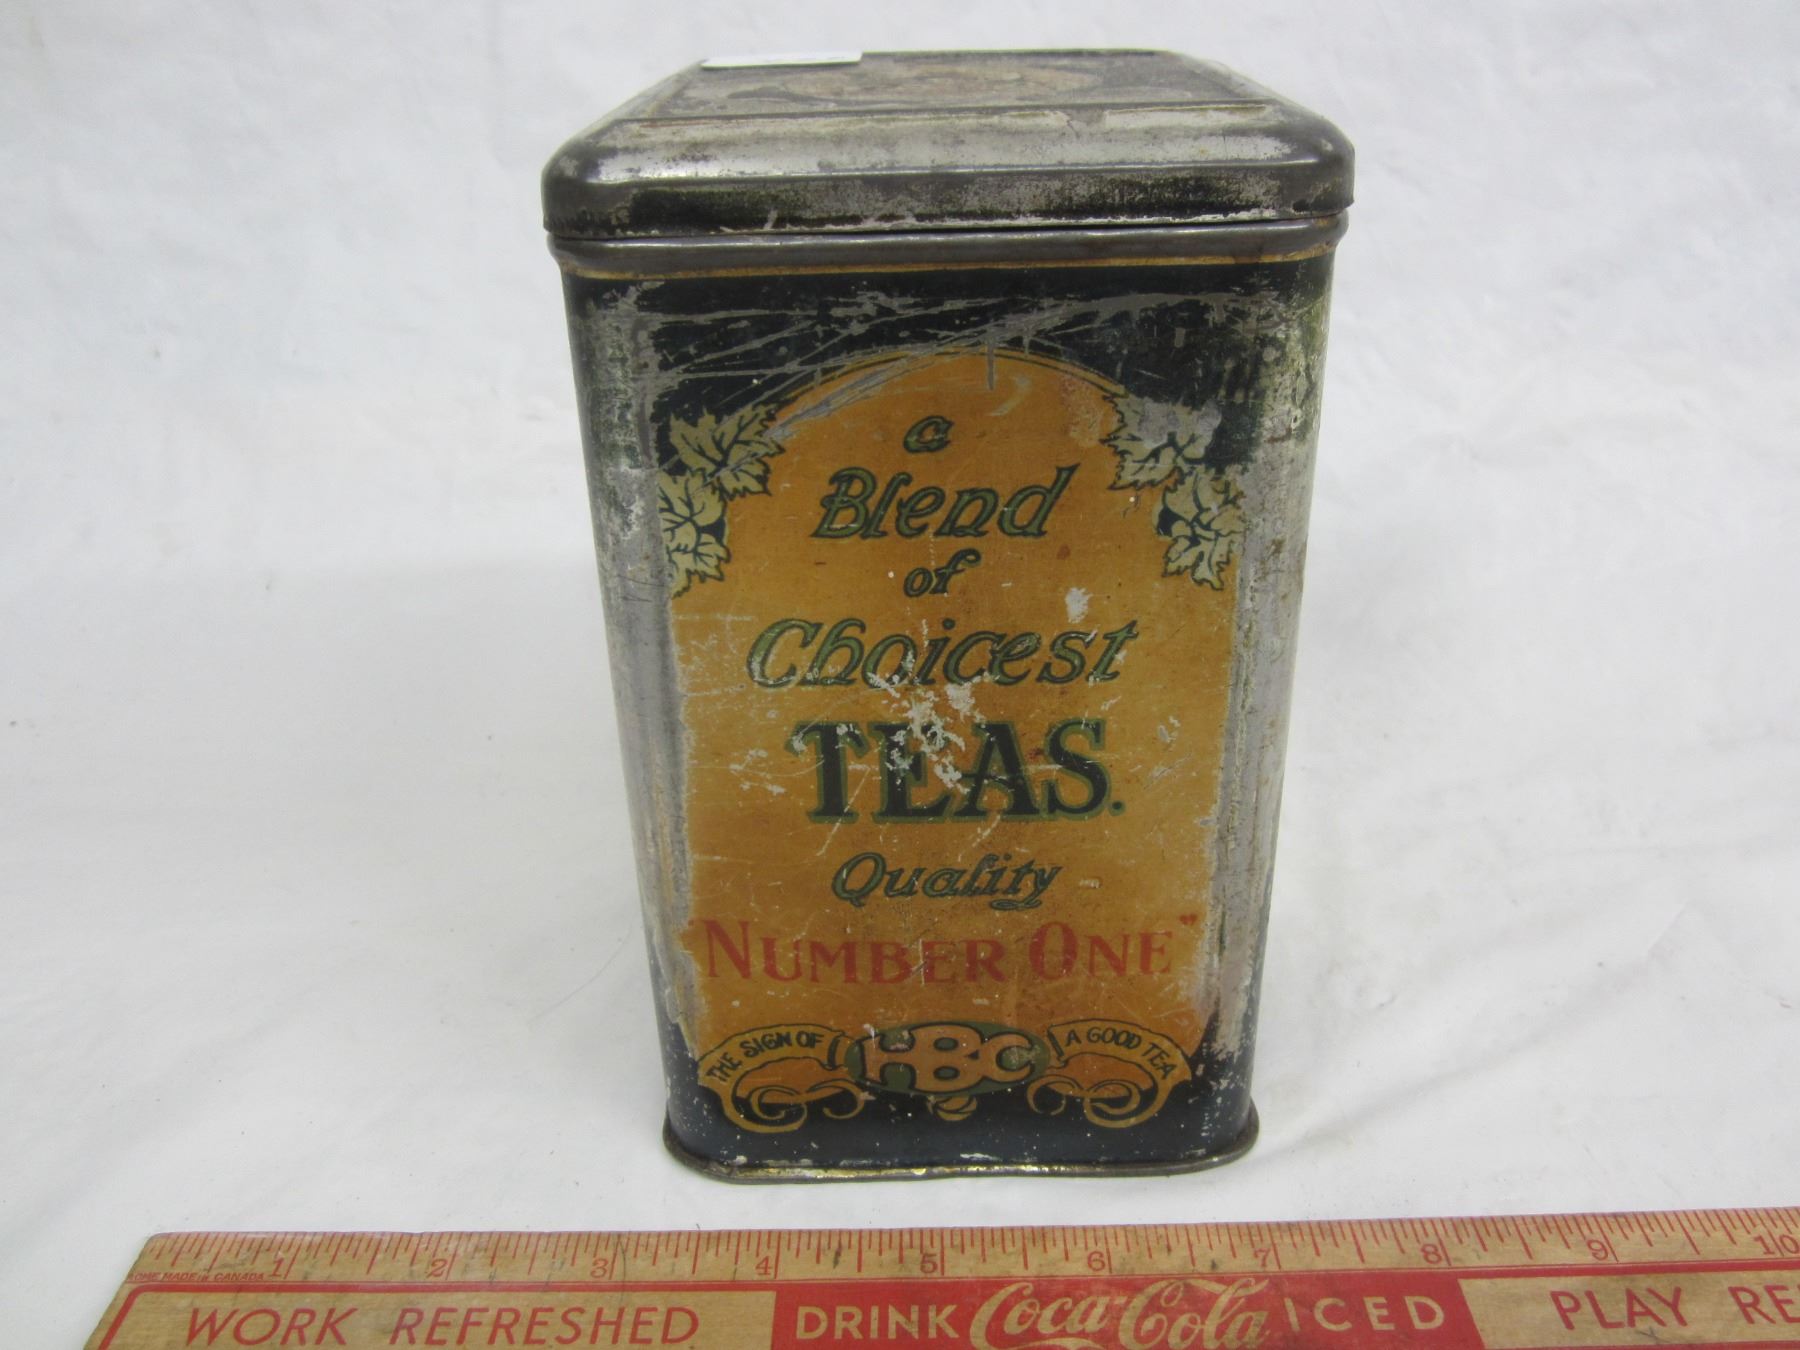 a
Blend
of
Choicest
TEAS.
Quality
"NUMBER ONE"
THE SIGN OF HBC A GOOD TEA
1 2 3 4 5 6 7 8 9 10
ACME MADE IN CANADA
WORK REFRESHED DRINK Coca-Cola ICED PLAY RE